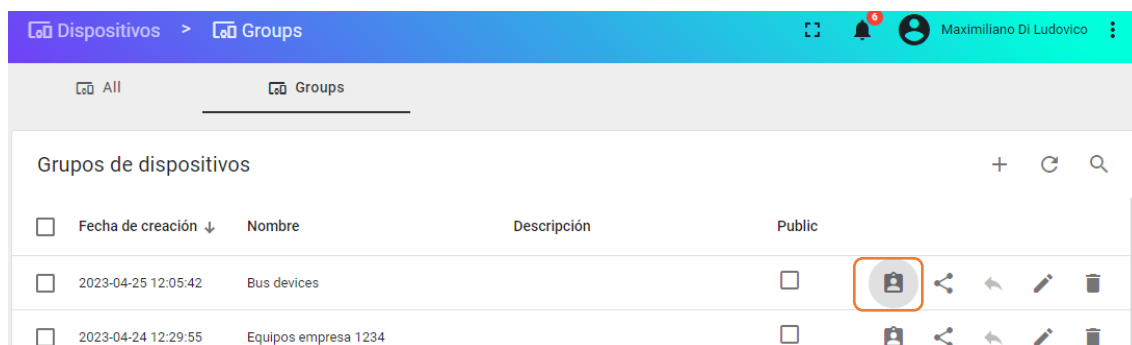 Dispositivos > Groups 6 Maximiliano Di Ludovico
All Groups
Grupos de dispositivos
Fecha de creación ↓ Nombre Descripción Public
2023-04-25 12:05:42 Bus devices
2023-04-24 12:29:55 Equipos empresa 1234